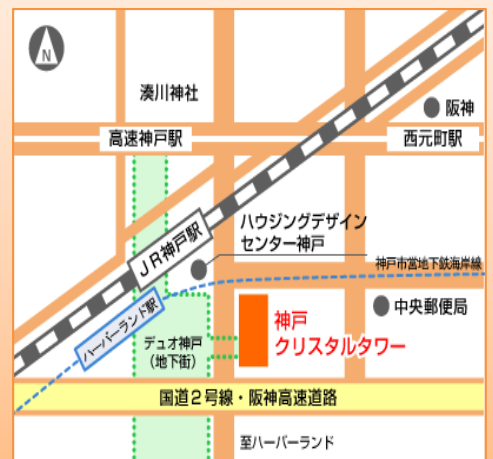 N
湊川神社
阪神
高速神戸駅
西元町駅
JR神戸駅
ハウジングデザイン
センター神戸
神戸市営地下鉄海岸線
ハーバーランド駅
中央郵便局
デュオ神戸
(地下街)
神戸
クリスタルタワー
国道2号線・阪神高速道路
至ハーバーランド